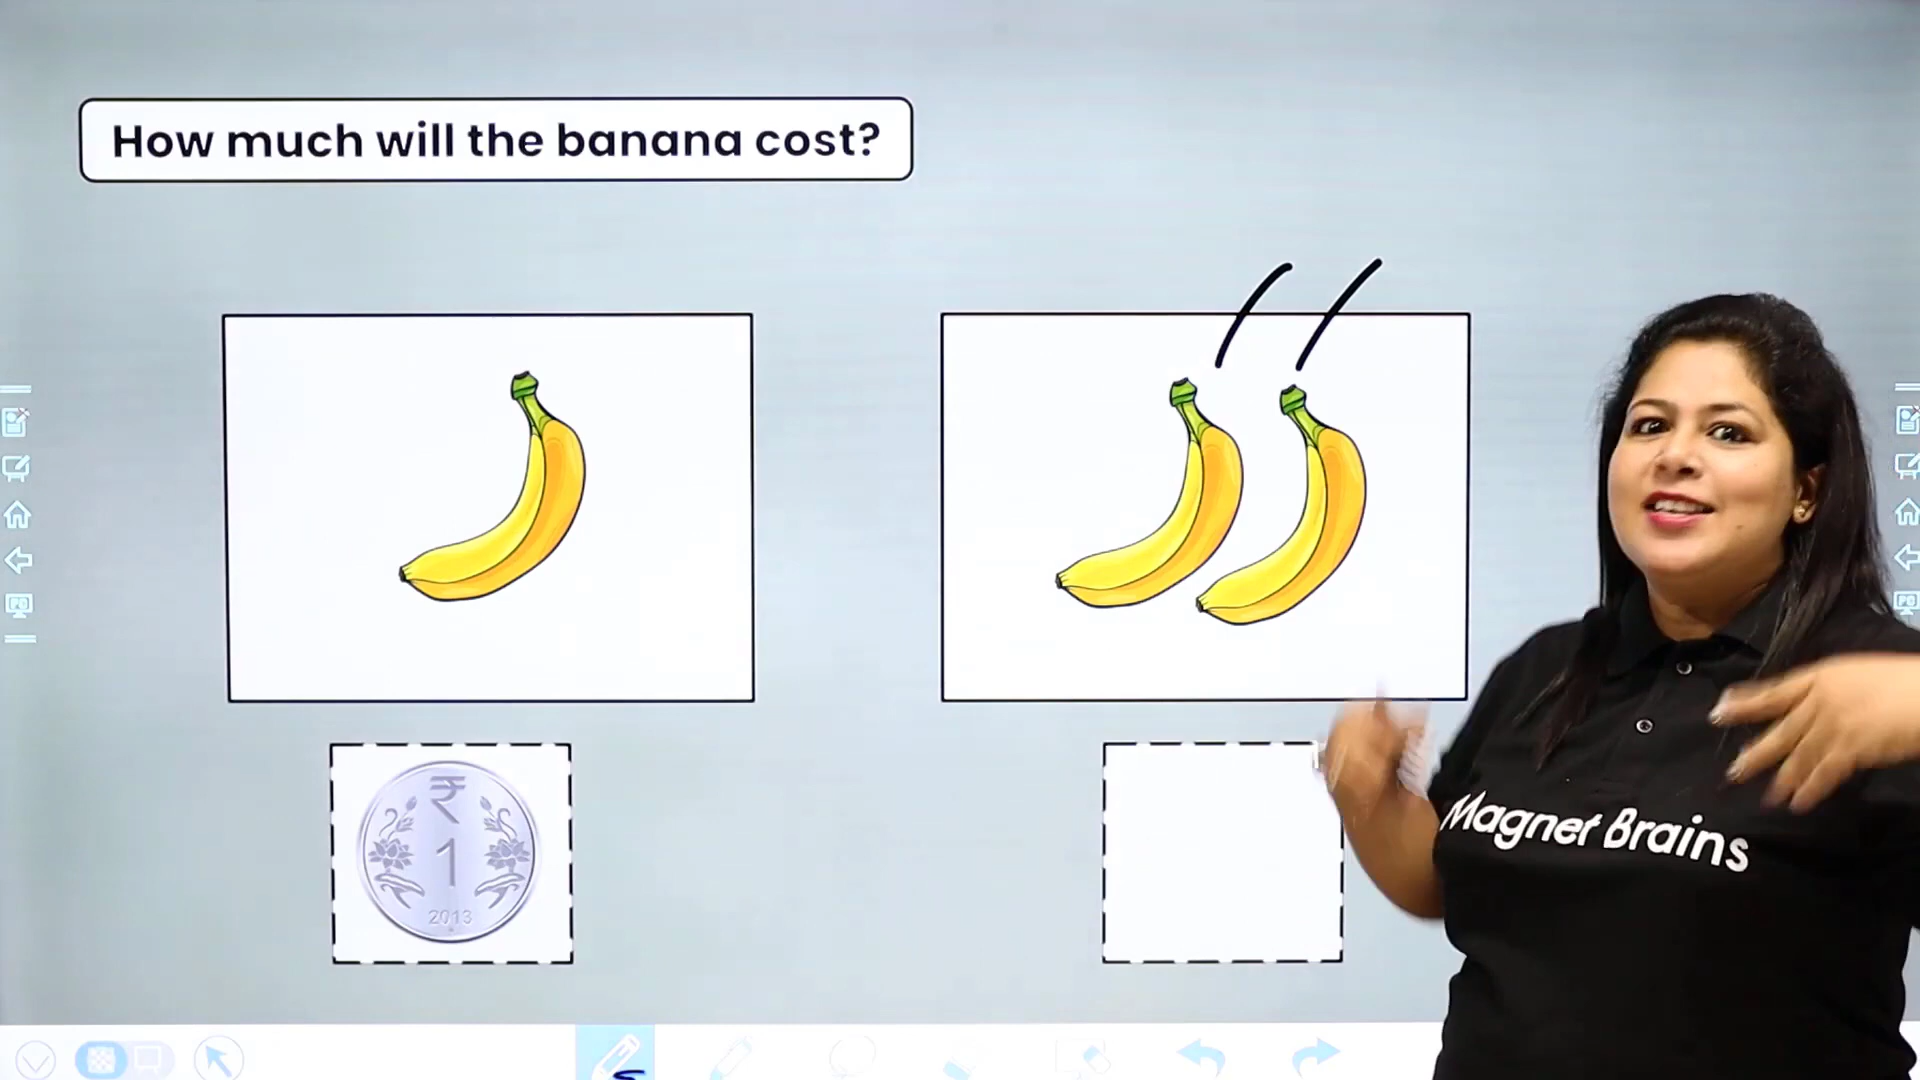 How much will the banana cost?
₹
1
2013
Magnet Brains